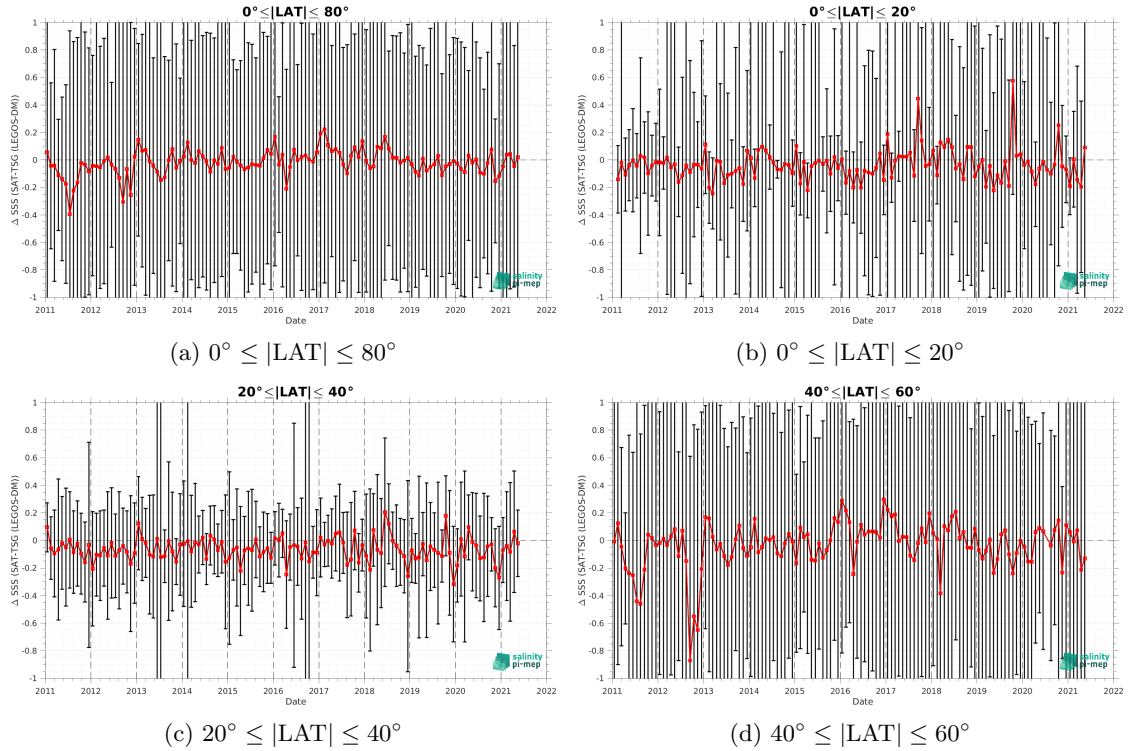 0°≤|LAT|≤ 80°
Δ SSS (SAT-TSG (LEGOS-DM))
1
0.8
0.6
0.4
0.2
0
-0.2
-0.4
-0.6
-0.8
-1
2011 2012 2013 2014 2015 2016 2017 2018 2019 2020 2021 2022
Date
salinity
pi-mep
(a) 0° ≤ |LAT| ≤ 80°
0°≤|LAT|≤ 20°
Δ SSS (SAT-TSG (LEGOS-DM))
1
0.8
0.6
0.4
0.2
0
-0.2
-0.4
-0.6
-0.8
-1
2011 2012 2013 2014 2015 2016 2017 2018 2019 2020 2021 2022
Date
salinity
pi-mep
(b) 0° ≤ |LAT| ≤ 20°
20°≤|LAT|≤ 40°
Δ SSS (SAT-TSG (LEGOS-DM))
1
0.8
0.6
0.4
0.2
0
-0.2
-0.4
-0.6
-0.8
-1
2011 2012 2013 2014 2015 2016 2017 2018 2019 2020 2021 2022
Date
salinity
pi-mep
(c) 20° ≤ |LAT| ≤ 40°
40°≤|LAT|≤ 60°
Δ SSS (SAT-TSG (LEGOS-DM))
1
0.8
0.6
0.4
0.2
0
-0.2
-0.4
-0.6
-0.8
-1
2011 2012 2013 2014 2015 2016 2017 2018 2019 2020 2021 2022
Date
salinity
pi-mep
(d) 40° ≤ |LAT| ≤ 60°